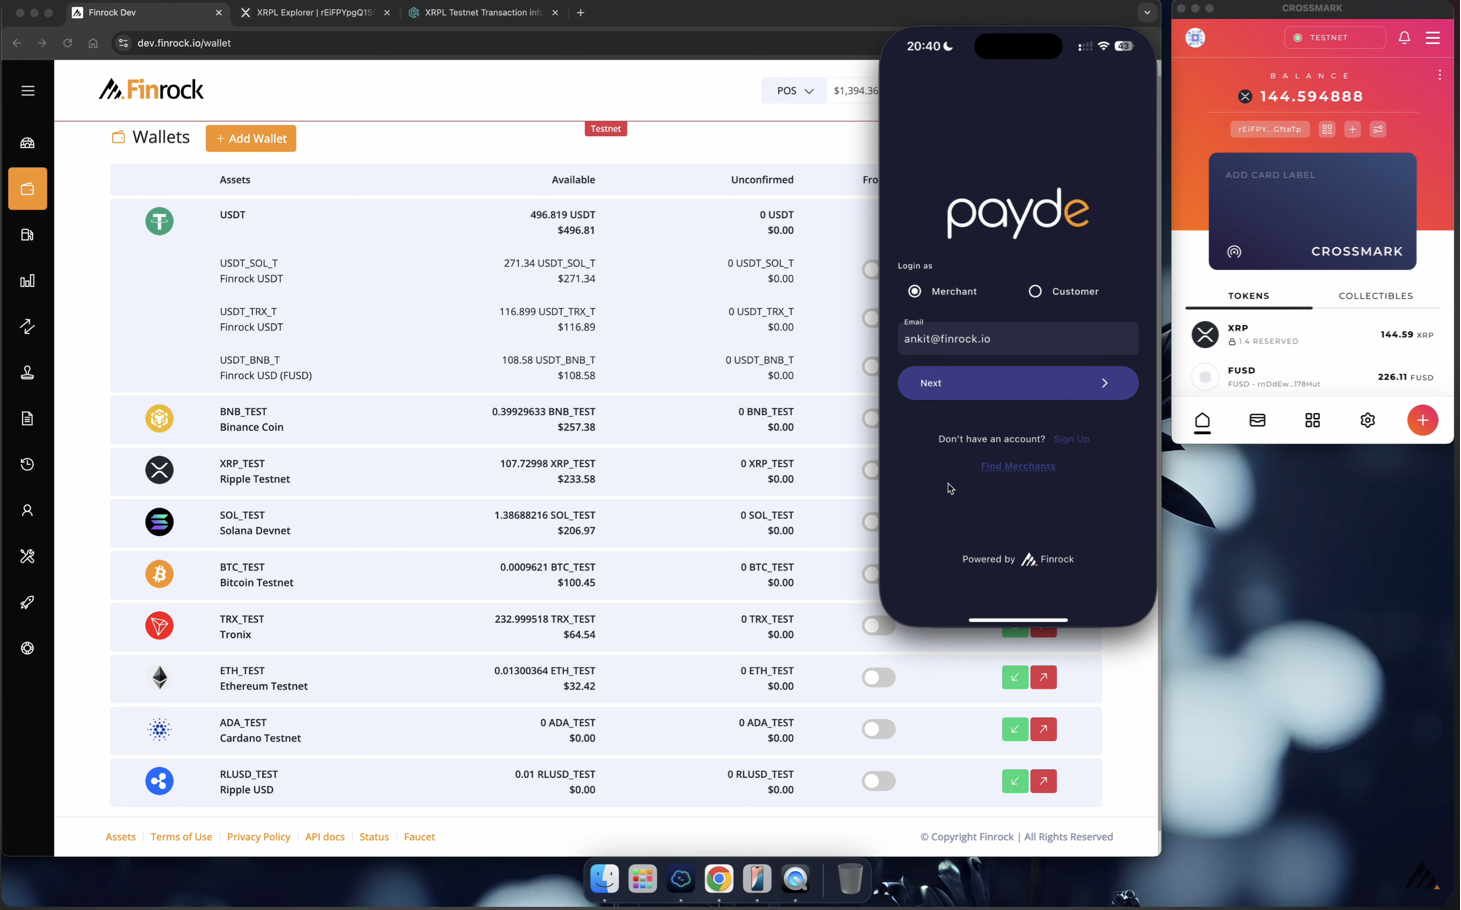 Finrock Dev
XRPL Explorer | rEiFPYpgQ1S
XRPL Testnet Transaction info
dev.finrock.io/wallet
Finrock
POS
$1,394.36
Testnet
Wallets
+ Add Wallet
Assets
Available
Unconfirmed
Fro
USDT
496.819 USDT
$496.81
0 USDT
$0.00
USDT_SOL_T
Finrock USDT
271.34 USDT_SOL_T
$271.34
0 USDT_SOL_T
$0.00
USDT_TRX_T
Finrock USDT
116.899 USDT_TRX_T
$116.89
0 USDT_TRX_T
$0.00
USDT_BNB_T
Finrock USD (FUSD)
108.58 USDT_BNB_T
$108.58
0 USDT_BNB_T
$0.00
BNB_TEST
Binance Coin
0.39929633 BNB_TEST
$257.38
0 BNB_TEST
$0.00
XRP_TEST
Ripple Testnet
107.72998 XRP_TEST
$233.58
0 XRP_TEST
$0.00
SOL_TEST
Solana Devnet
1.38688216 SOL_TEST
$206.97
0 SOL_TEST
$0.00
BTC_TEST
Bitcoin Testnet
0.0009621 BTC_TEST
$100.45
0 BTC_TEST
$0.00
TRX_TEST
Tronix
232.999518 TRX_TEST
$64.54
0 TRX_TEST
$0.00
ETH_TEST
Ethereum Testnet
0.01300364 ETH_TEST
$32.42
0 ETH_TEST
$0.00
ADA_TEST
Cardano Testnet
0 ADA_TEST
$0.00
0 ADA_TEST
$0.00
RLUSD_TEST
Ripple USD
0.01 RLUSD_TEST
$0.00
0 RLUSD_TEST
$0.00
Assets
Terms of Use
Privacy Policy
API docs
Status
Faucet
© Copyright Finrock | All Rights Reserved
20:40
43
payde
Login as
Merchant
Customer
Email
ankit@finrock.io
Next
Don't have an account? Sign Up
Find Merchants
Powered by Finrock
CROSSMARK
TESTNET
BALANCE
144.594888
rEiFPY...GfteTp
ADD CARD LABEL
CROSSMARK
TOKENS
COLLECTIBLES
XRP
1.4 RESERVED
144.59 XRP
FUSD
FUSD - rnDdEw...178Hut
226.11 FUSD